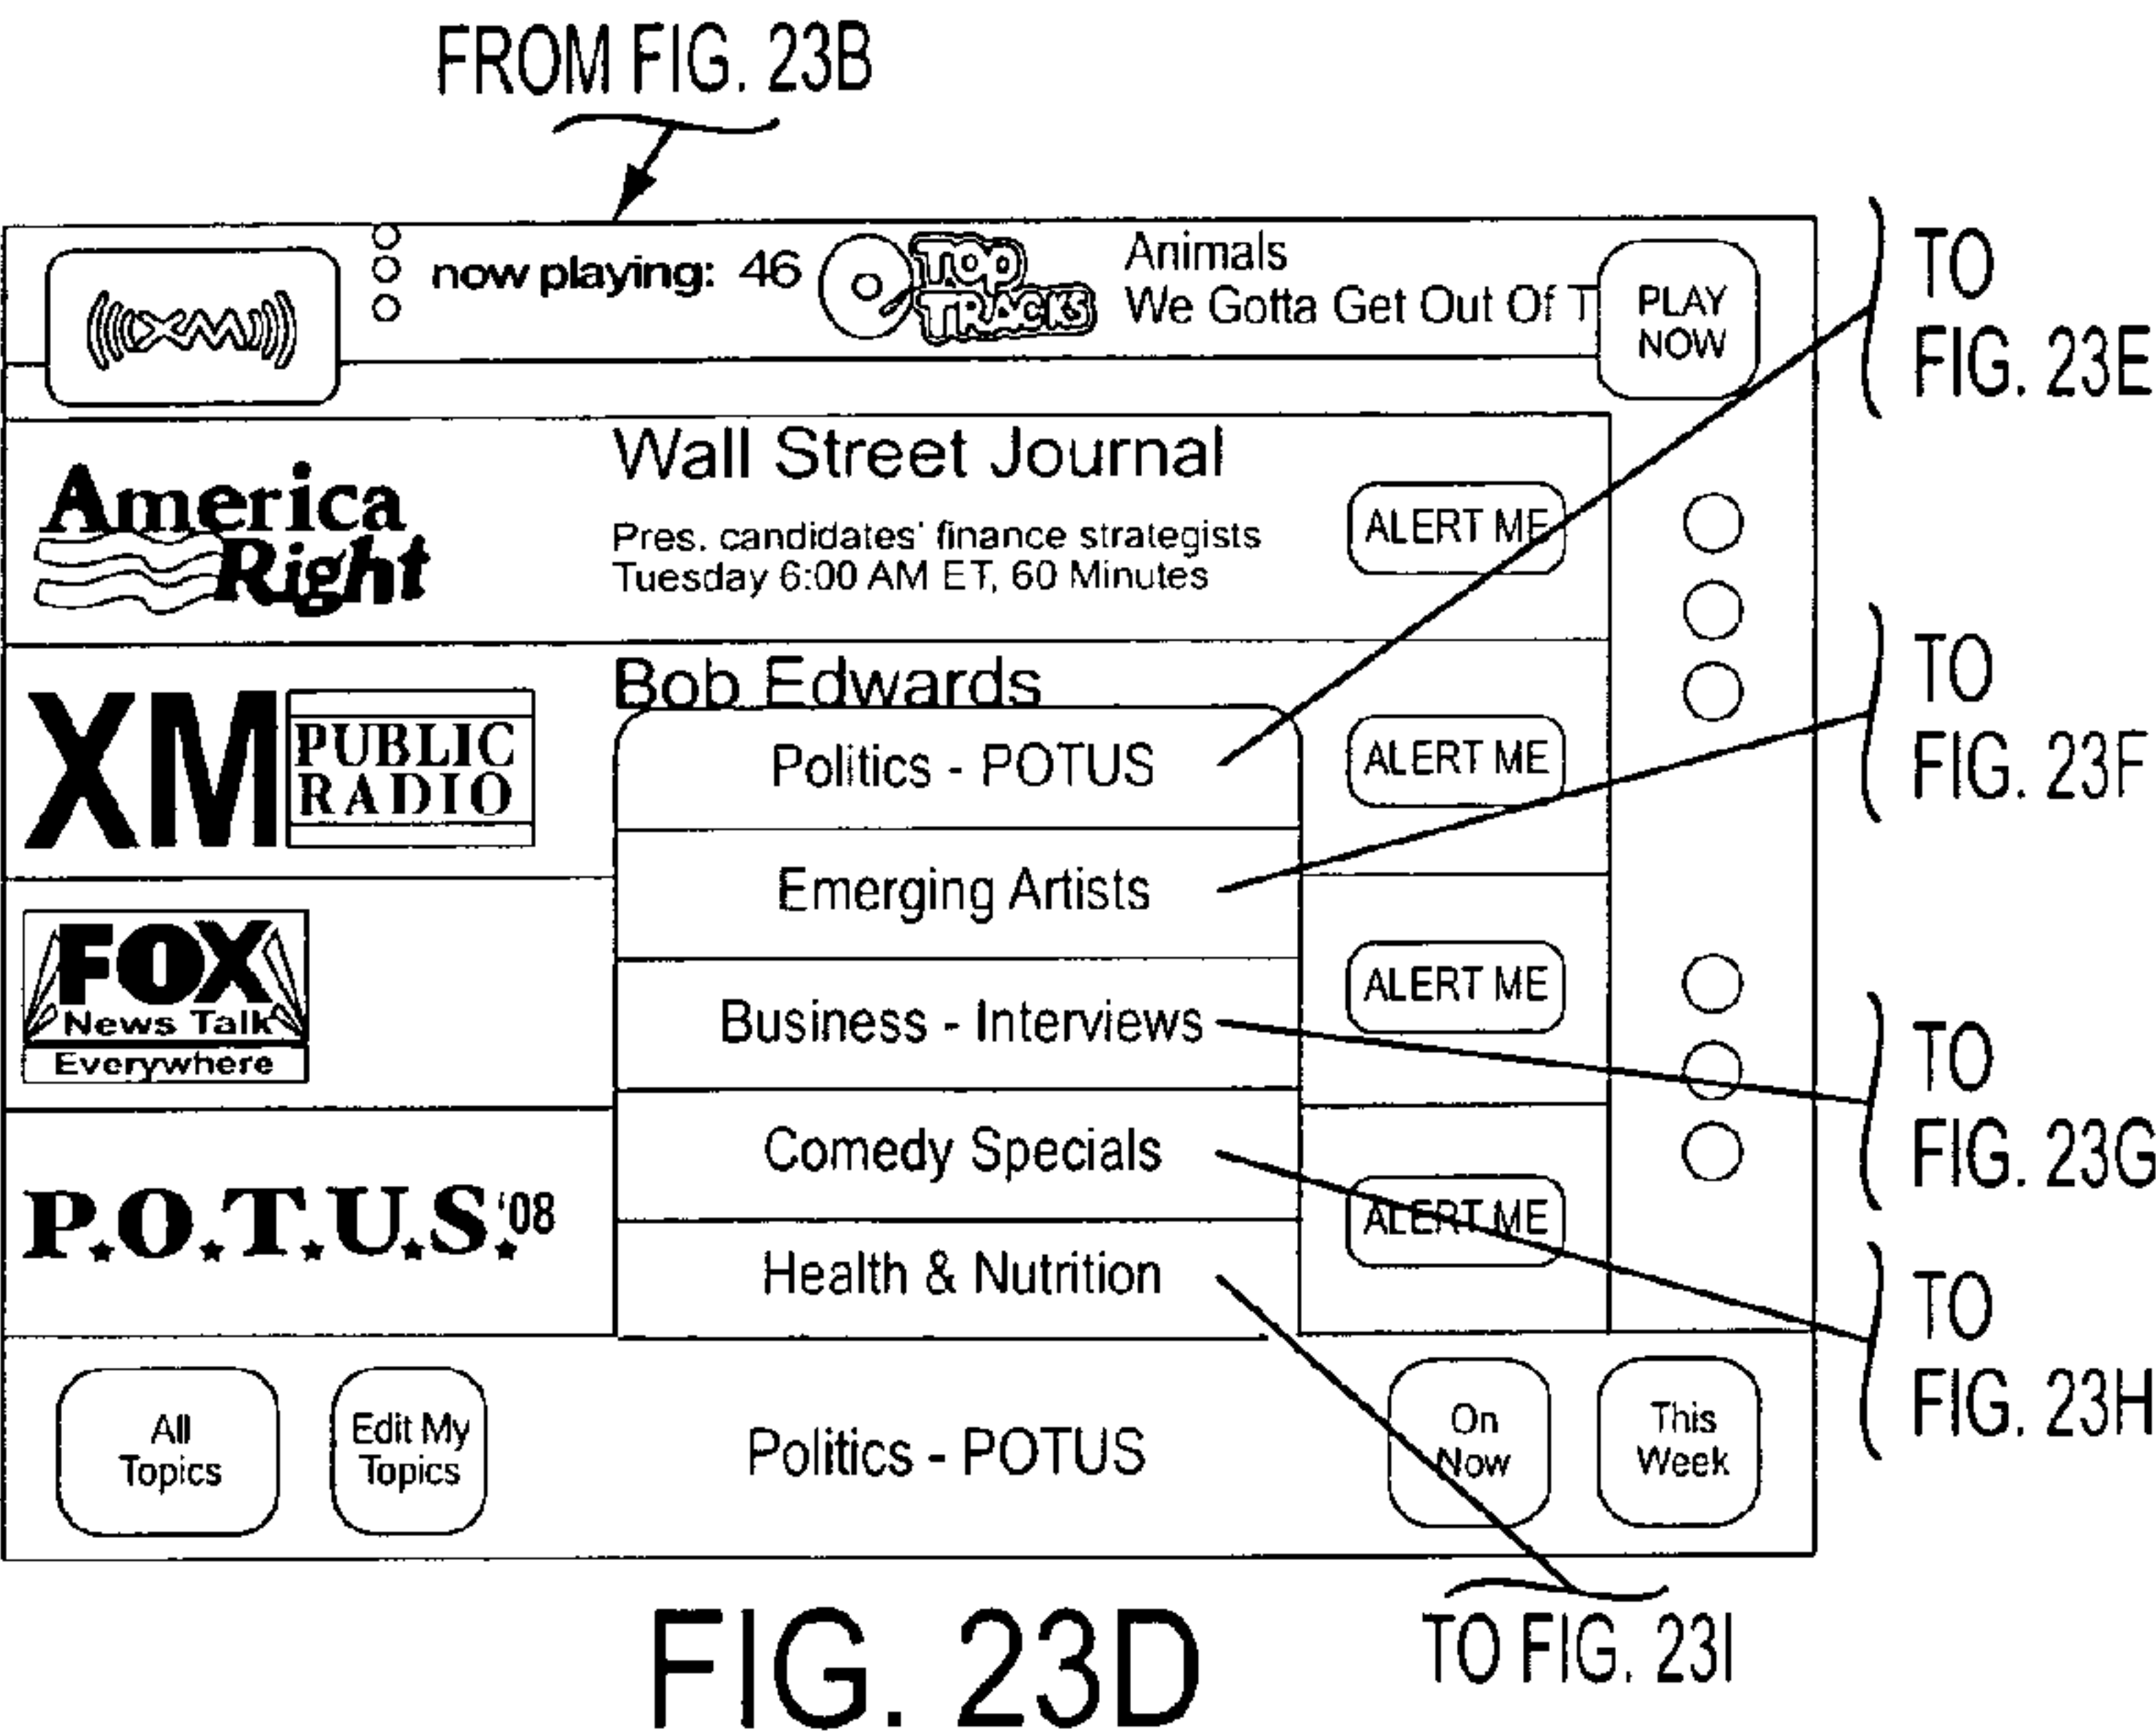 FROM FIG. 23B
XM
now playing: 46
TOP
TRACKS
Animals
We Gotta Get Out Of T
PLAY
NOW
TO
FIG. 23E
America
Right
Wall Street Journal
Pres. candidates' finance strategists
Tuesday 6:00 AM ET, 60 Minutes
ALERT ME
XM PUBLIC
RADIO
Bob Edwards
Politics - POTUS
ALERT ME
TO
FIG. 23F
Emerging Artists
FOX
News Talk
Everywhere
Business - Interviews
ALERT ME
TO
FIG. 23G
P.O.T.U.S. '08
Comedy Specials
Health & Nutrition
ALERT ME
TO
FIG. 23H
All
Topics
Edit My
Topics
Politics - POTUS
On
Now
This
Week
TO FIG. 23I
FIG. 23D